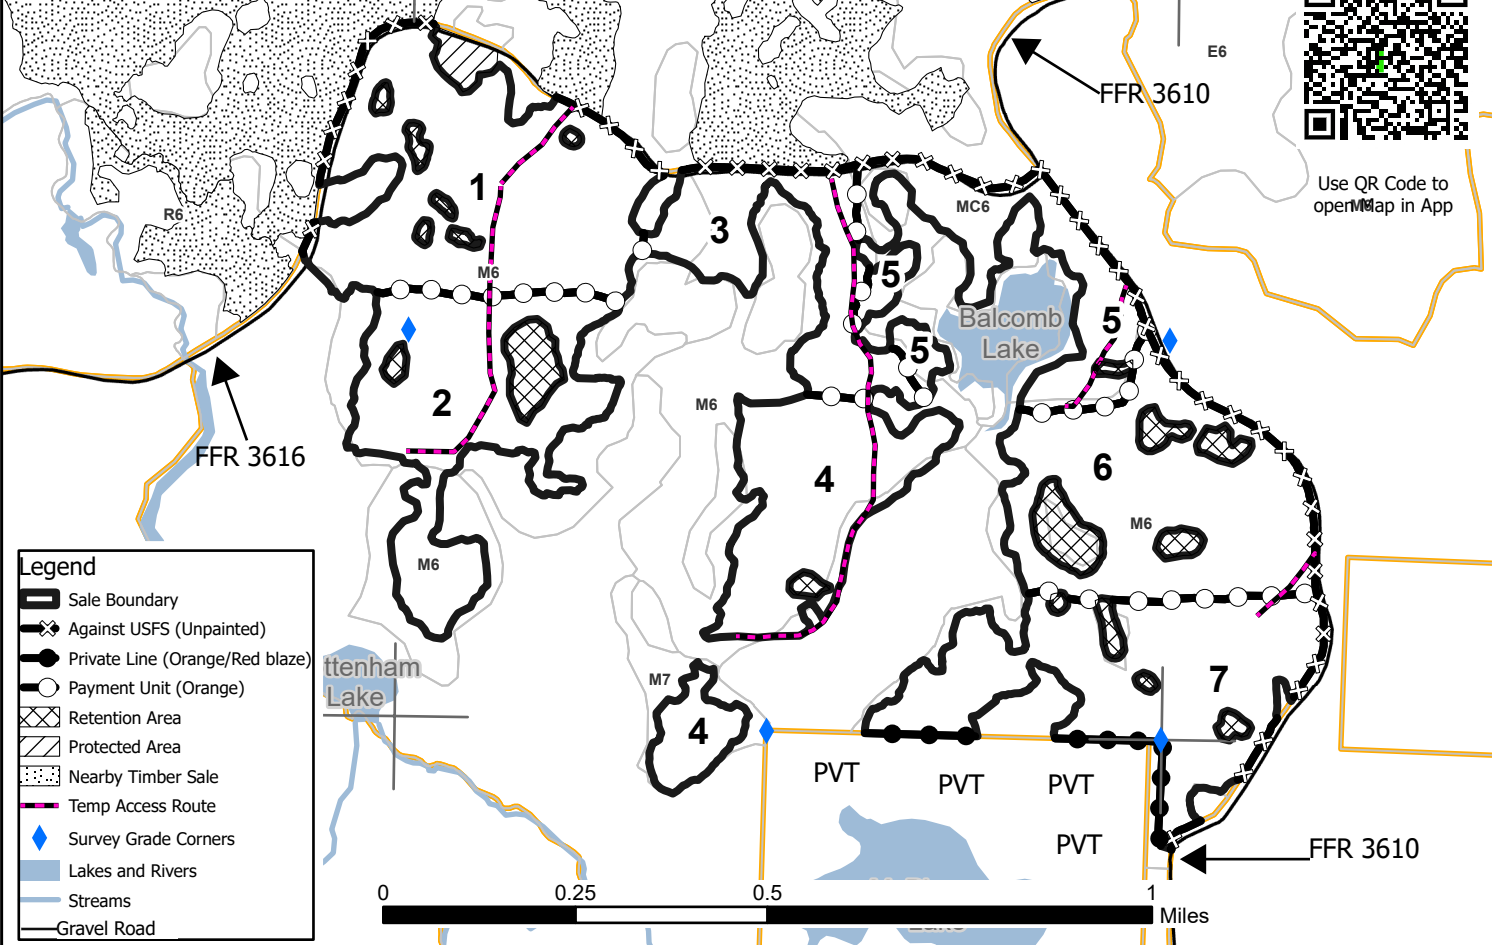 E6
FFR 3610
Use QR Code to
open Map in App
R6
1
MC6
3
M6
5
5
Balcomb
Lake
5
2
M6
FFR 3616
4
6
M6
M6
ttenham
Lake
M7
7
4
PVT
PVT
PVT
PVT
FFR 3610
Legend
Sale Boundary
Against USFS (Unpainted)
Private Line (Orange/Red blaze)
Payment Unit (Orange)
Retention Area
Protected Area
Nearby Timber Sale
Temp Access Route
Survey Grade Corners
Lakes and Rivers
Streams
Gravel Road
0 0.25 0.5 1
Miles
Lake